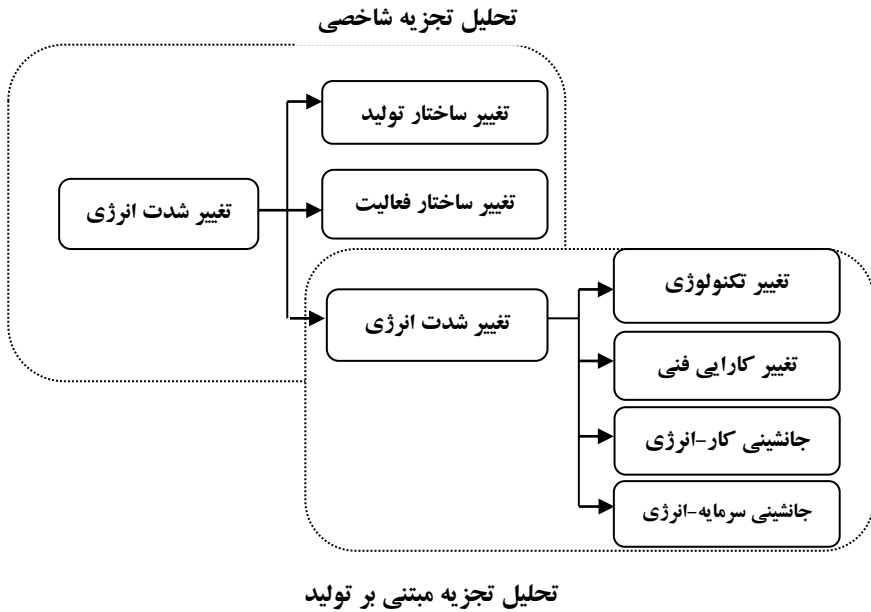 تحلیل تجزیه شاخصی
تغییر ساختار تولید
تغییر شدت انرژی
تغییر ساختار فعالیت
تغییر شدت انرژی
تغییر تکنولوژی
تغییر کارایی فنی
جانشینی کار-انرژی
جانشینی سرمایه-انرژی
تحلیل تجزیه مبتنی بر تولید